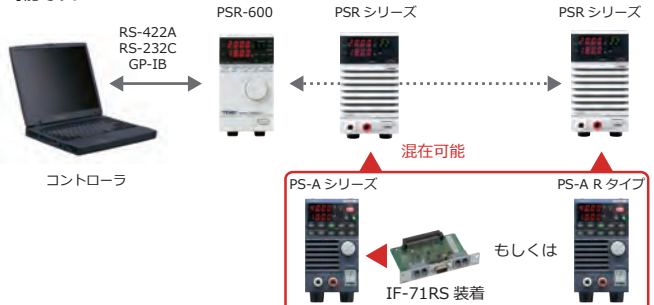 PSR-600
PSR シリーズ
PSR シリーズ
RS-422A
RS-232C
GP-IB
コントローラ
混在可能
PS-A シリーズ
PS-A R タイプ
もしくは
IF-71RS 装着